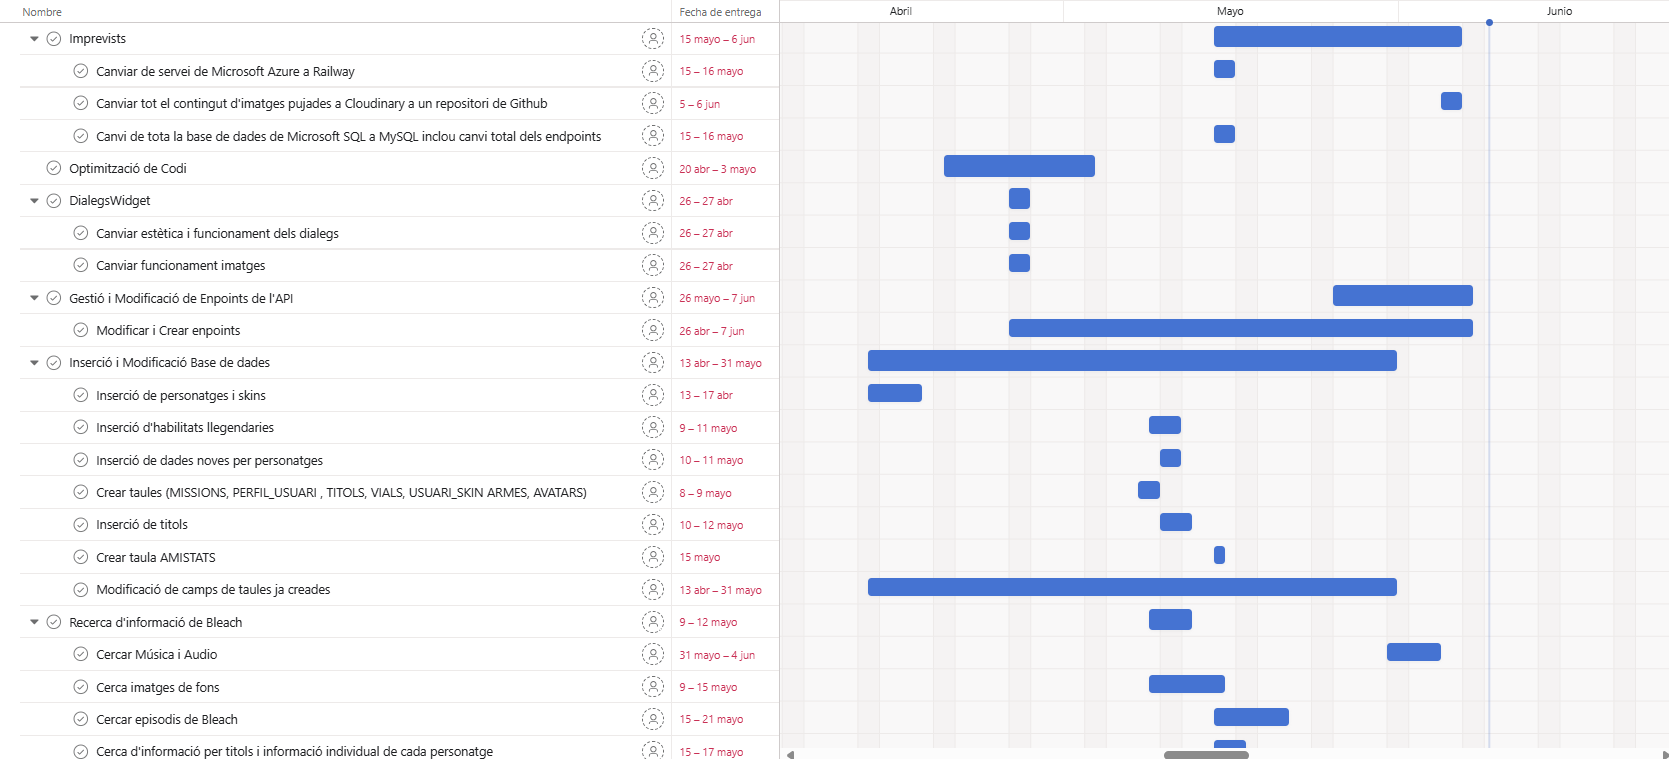 Nombre Fecha de entrega Abril Mayo Junio
Imprevists 15 mayo – 6 jun
Canviar de servei de Microsoft Azure a Railway 15 – 16 mayo
Canviar tot el contingut d'imatges pujades a Cloudinary a un repositori de Github 5 – 6 jun
Canvi de tota la base de dades de Microsoft SQL a MySQL inclou canvi total dels endpoints 15 – 16 mayo
Optimització de Codi 20 abr – 3 mayo
DialegsWidget 26 – 27 abr
Canviar estètica i funcionament dels dialegs 26 – 27 abr
Canviar funcionament imatges 26 – 27 abr
Gestió i Modificació de Enpoints de l'API 26 mayo – 7 jun
Modificar i Crear enpoints 26 abr – 7 jun
Inserció i Modificació Base de dades 13 abr – 31 mayo
Inserció de personatges i skins 13 – 17 abr
Inserció d'habilitats llegendaries 9 – 11 mayo
Inserció de dades noves per personatges 10 – 11 mayo
Crear taules (MISSIONS, PERFIL_USUARI , TITOLS, VIALS, USUARI_SKIN ARMES, AVATARS) 8 – 9 mayo
Inserció de titols 10 – 12 mayo
Crear taula AMISTATS 15 mayo
Modificació de camps de taules ja creades 13 abr – 31 mayo
Recerca d'informació de Bleach 9 – 12 mayo
Cercar Música i Audio 31 mayo – 4 jun
Cerca imatges de fons 9 – 15 mayo
Cercar episodis de Bleach 15 – 21 mayo
Cerca d'informació per titols i informació individual de cada personatge 15 – 17 mayo